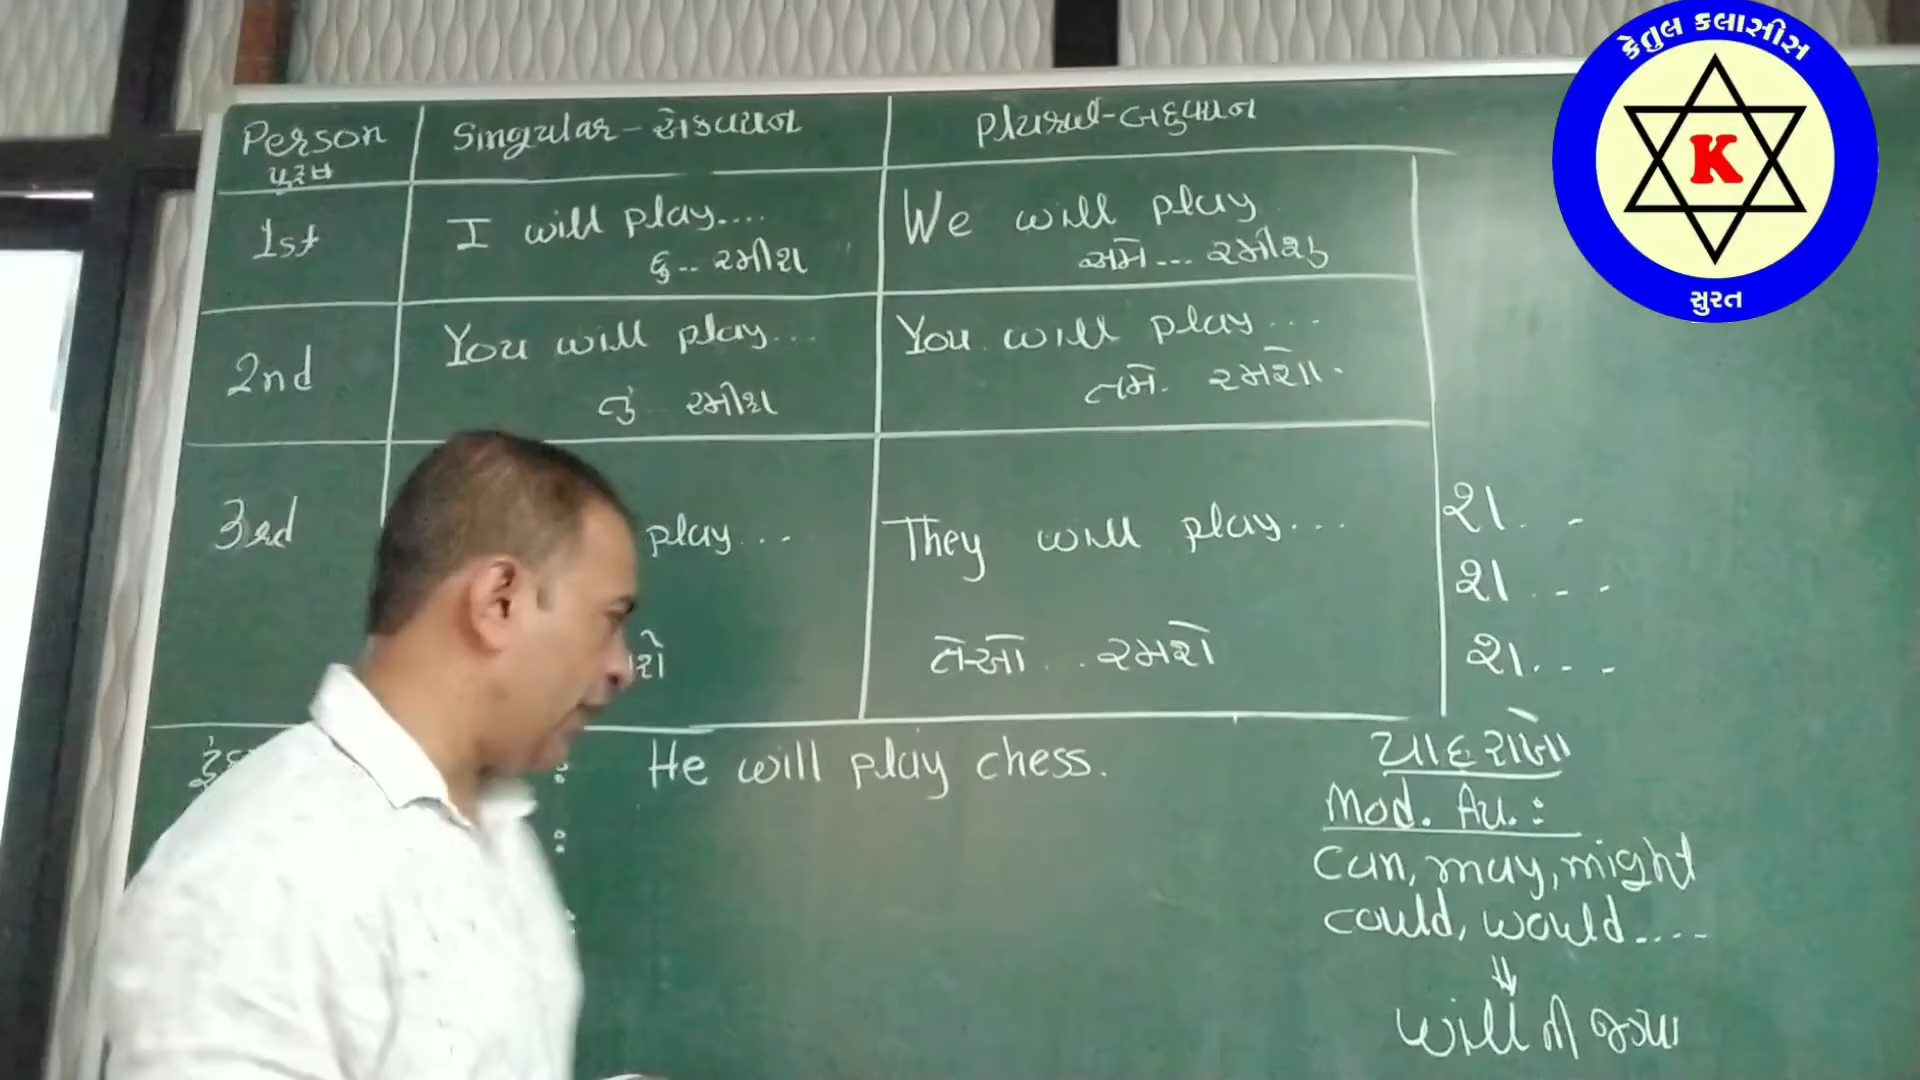 કેતુલ કલાસીસ
K
સુરત
Person Singular - એકવચન Plural - બહુવચન
પુરુષ
1st I will play.... We will play
હું .. રમીશ અમે ... રમીશું
2nd You will play... You will play ...
તું રમીશ તમે. રમશો.
3rd play... They will play...
શો તેઓ .. રમશે
શા. . -
શા . - -
શા. - -
: He will play chess.
:
યાદ રાખો
Mod. Au. :
can, may, might
could, would....
⇓
will ની જગ્યા